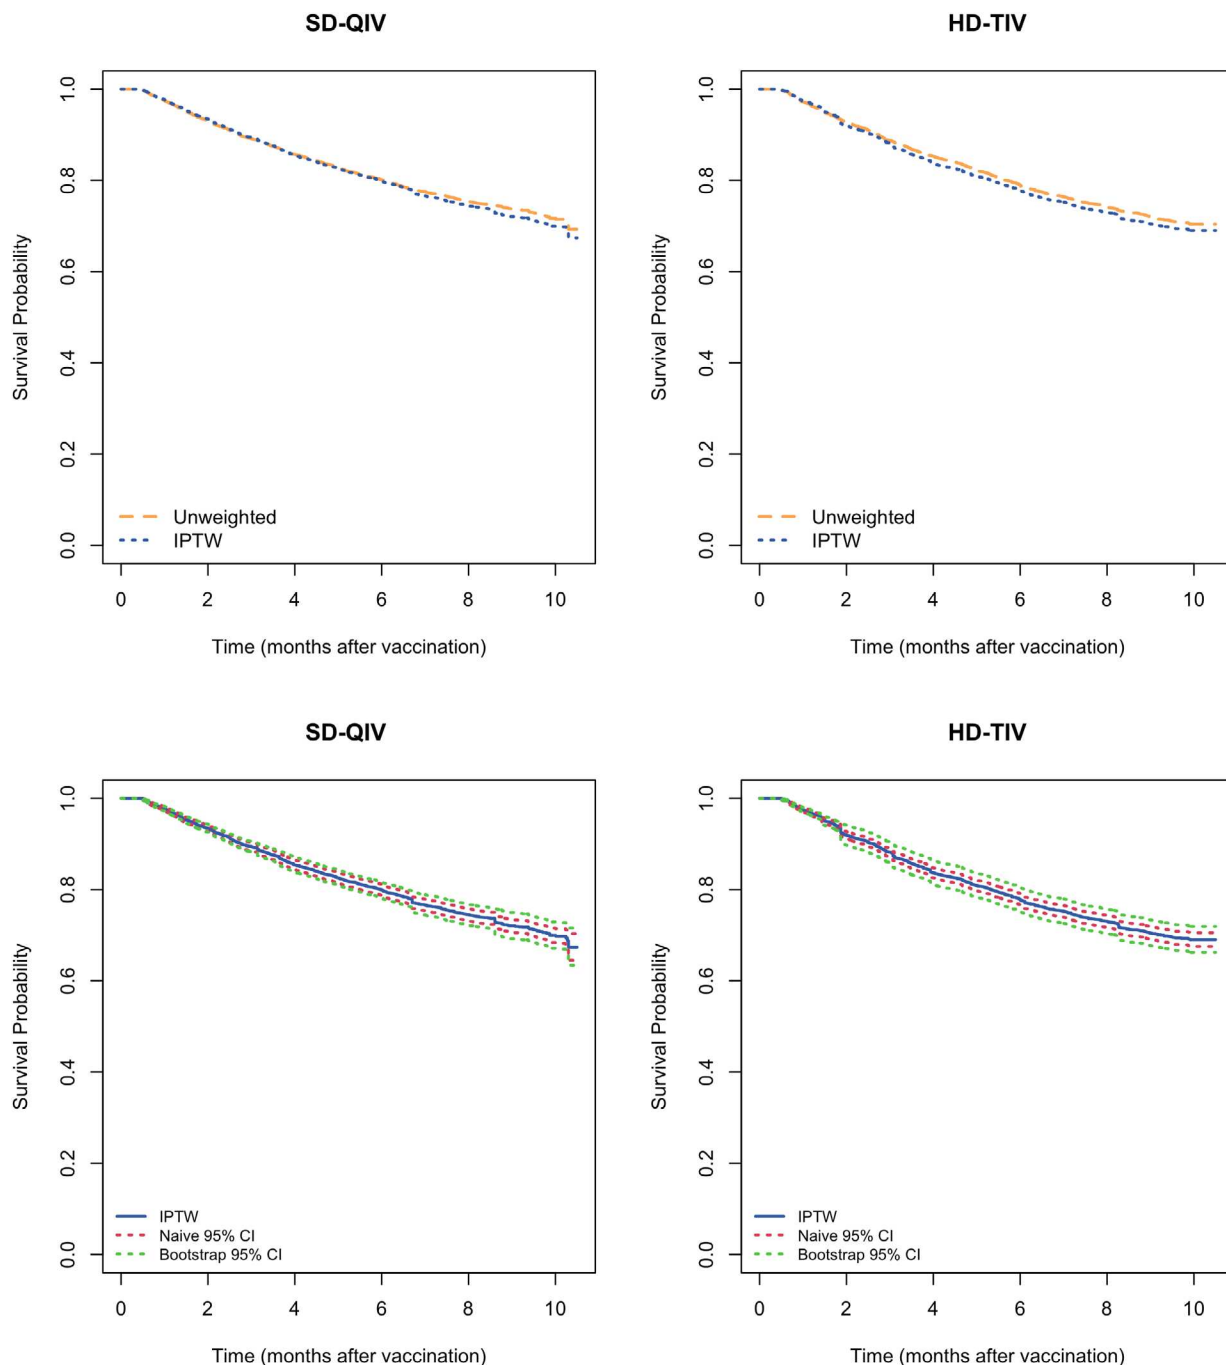 SD-QIV
HD-TIV
Survival Probability
1.0
0.8
0.6
0.4
0.2
0.0
Unweighted
IPTW
0 2 4 6 8 10
Time (months after vaccination)
Survival Probability
1.0
0.8
0.6
0.4
0.2
0.0
Unweighted
IPTW
0 2 4 6 8 10
Time (months after vaccination)
SD-QIV
HD-TIV
Survival Probability
1.0
0.8
0.6
0.4
0.2
0.0
IPTW
Naive 95% CI
Bootstrap 95% CI
0 2 4 6 8 10
Time (months after vaccination)
Survival Probability
1.0
0.8
0.6
0.4
0.2
0.0
IPTW
Naive 95% CI
Bootstrap 95% CI
0 2 4 6 8 10
Time (months after vaccination)